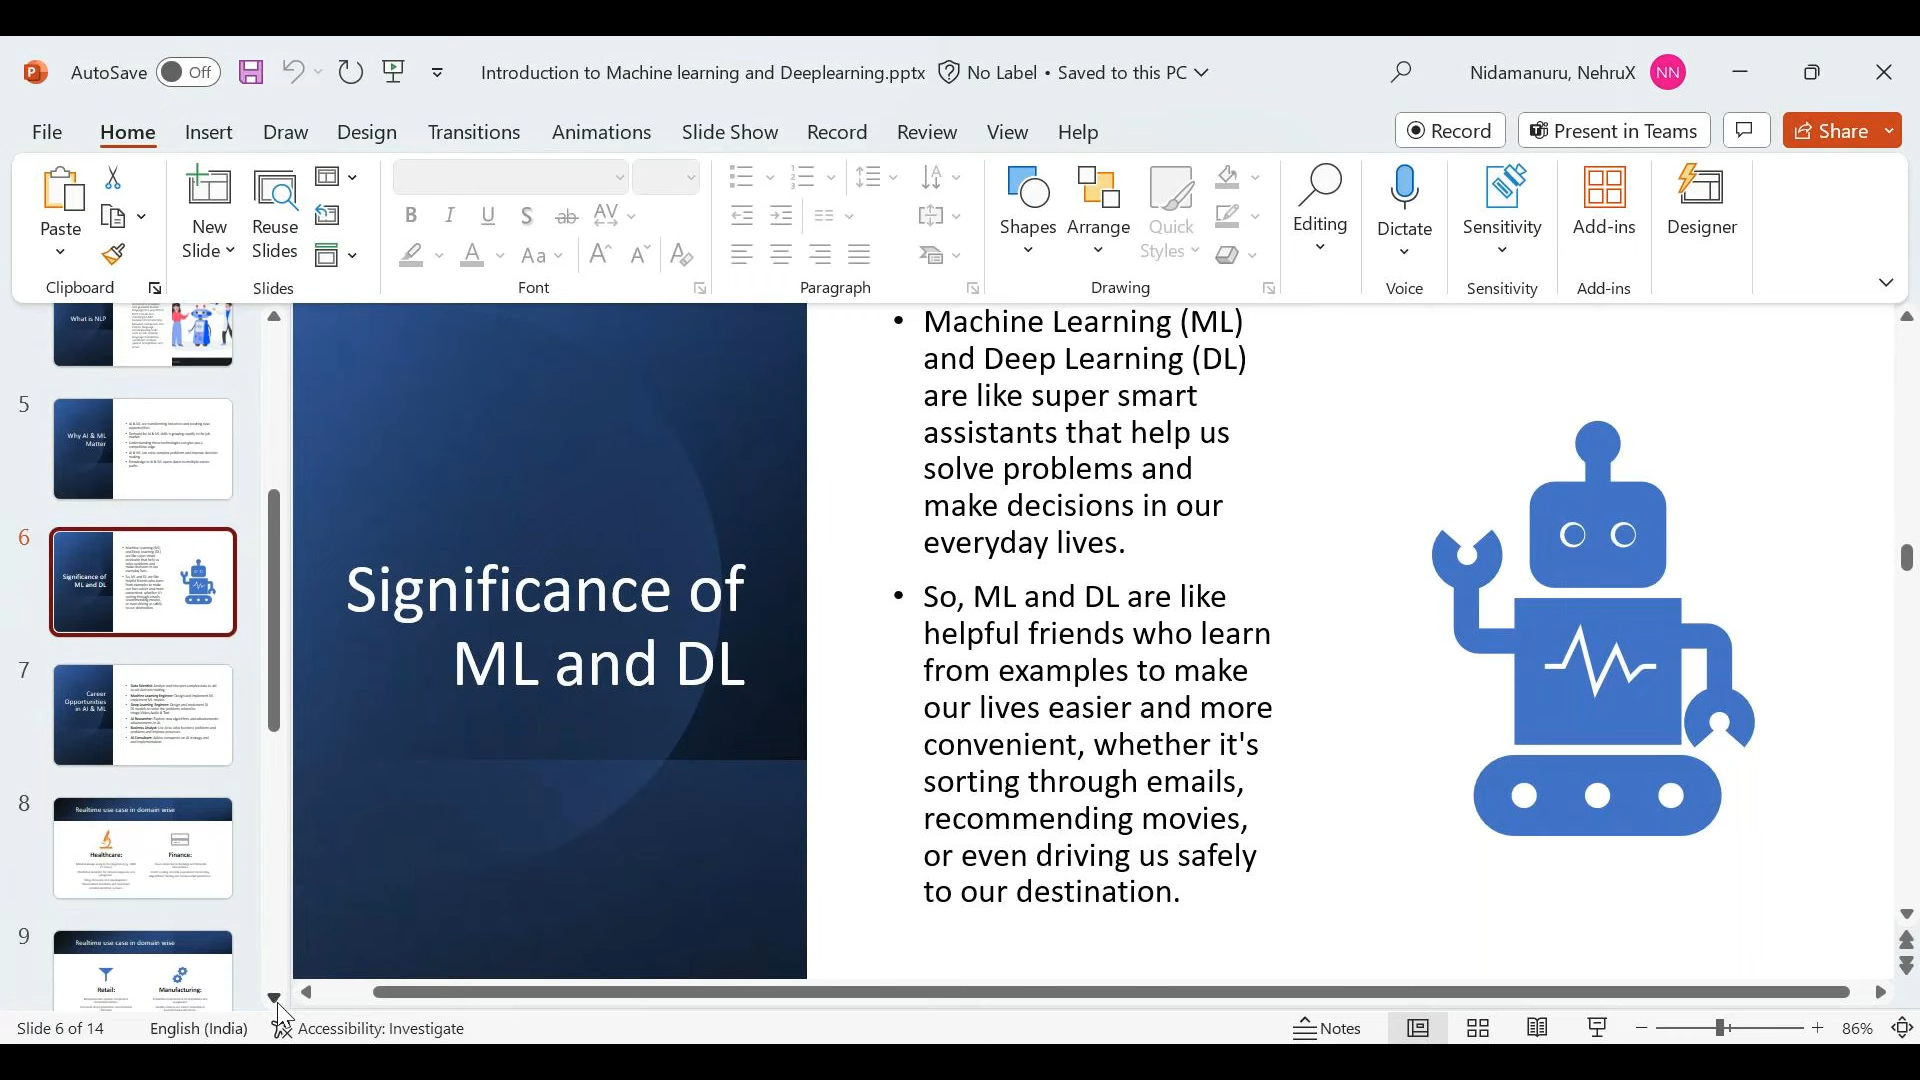 AutoSave Off Introduction to Machine learning and Deeplearning.pptx No Label • Saved to this PC Nidamanuru, NehruX NN
File Home Insert Draw Design Transitions Animations Slide Show Record Review View Help Record Present in Teams Share
Paste
New
Slide
Reuse
Slides
Shapes
Arrange
Quick
Styles
Editing
Dictate
Sensitivity
Add-ins
Designer
Clipboard Slides Font Paragraph Drawing Voice Sensitivity Add-ins
What is NLP
5
Why AI & ML
Matter
6
Significance of
ML and DL
7
Career
Opportunities
in AI & ML
8
Realtime use case in domain wise
Healthcare: Finance:
9
Realtime use case in domain wise
Retail: Manufacturing:
Significance of
ML and DL
• Machine Learning (ML)
and Deep Learning (DL)
are like super smart
assistants that help us
solve problems and
make decisions in our
everyday lives.
• So, ML and DL are like
helpful friends who learn
from examples to make
our lives easier and more
convenient, whether it's
sorting through emails,
recommending movies,
or even driving us safely
to our destination.
Slide 6 of 14 English (India) Accessibility: Investigate Notes 86%